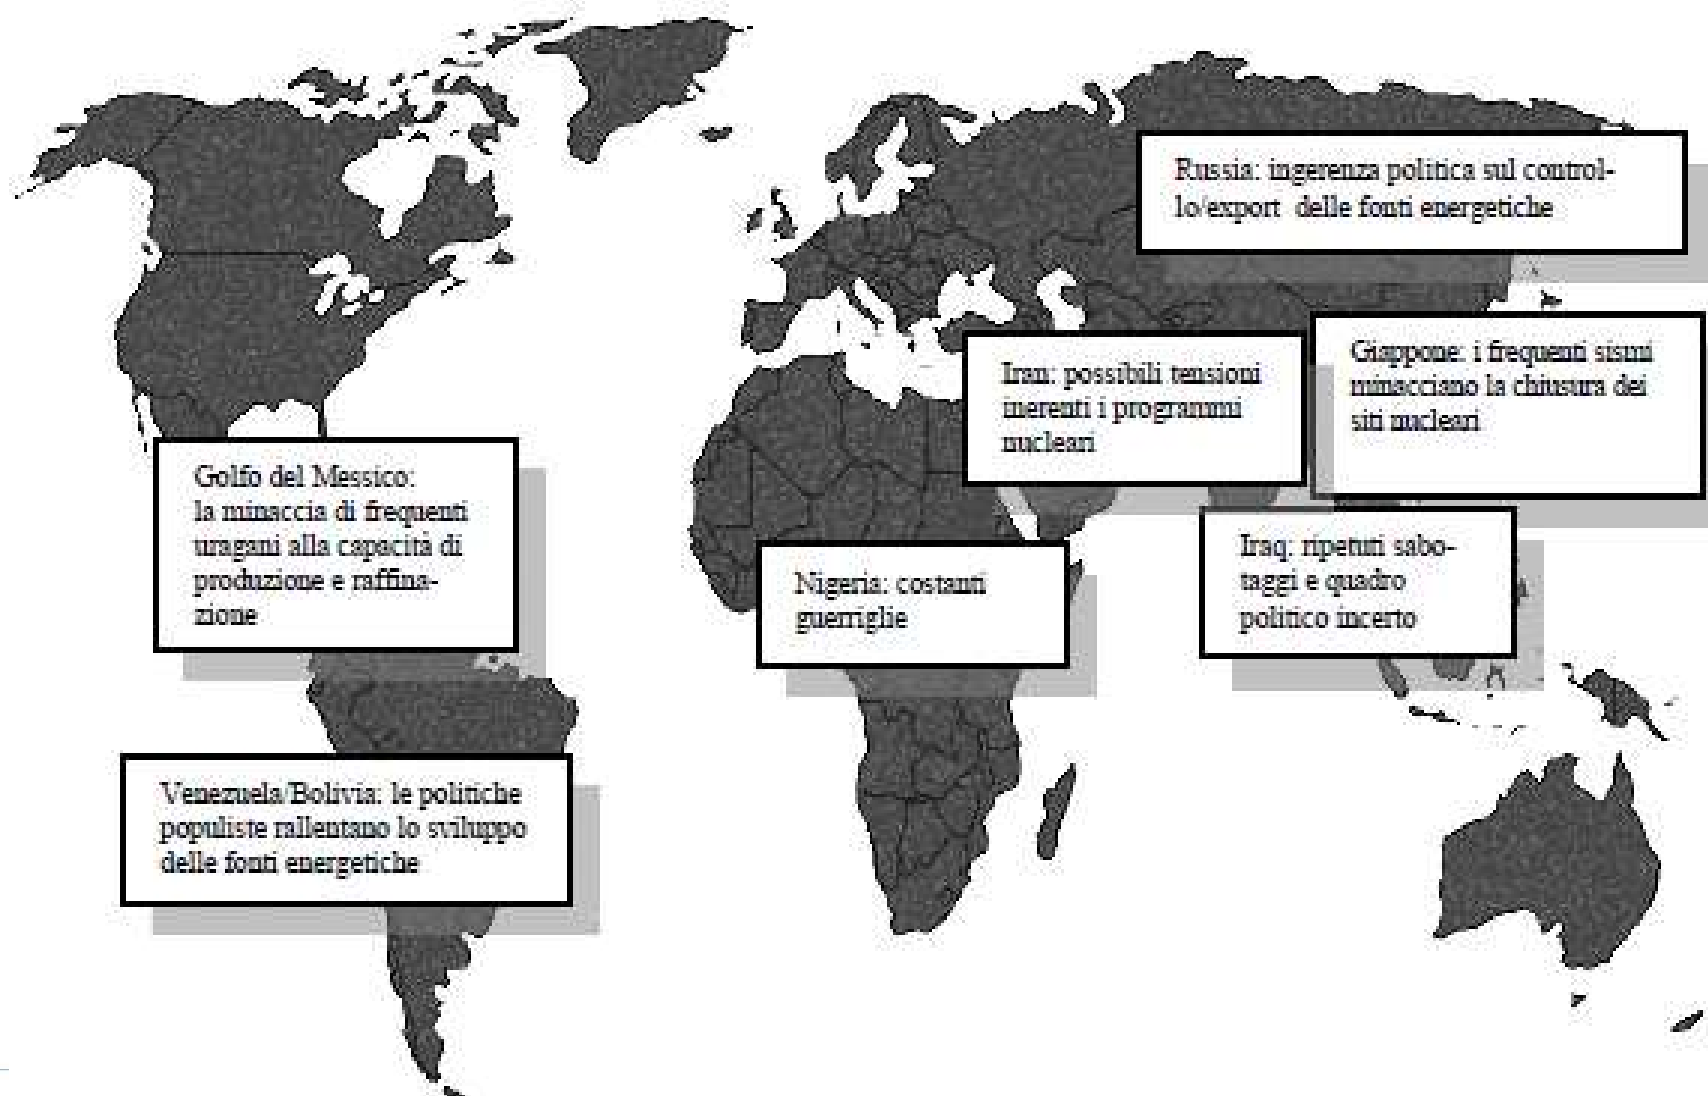 Russia: ingerenza politica sul control-
lo/export delle fonti energetiche
Giappone: i frequenti sismi
minacciano la chiusura dei
siti nucleari
Iran: possibili tensioni
inerenti i programmi
nucleari
Golfo del Messico:
la minaccia di frequenti
uragani alla capacità di
produzione e raffina-
zione
Nigeria: costanti
guerriglie
Iraq: ripetuti sabo-
taggi e quadro
politico incerto
Venezuela/Bolivia: le politiche
populiste rallentano lo sviluppo
delle fonti energetiche